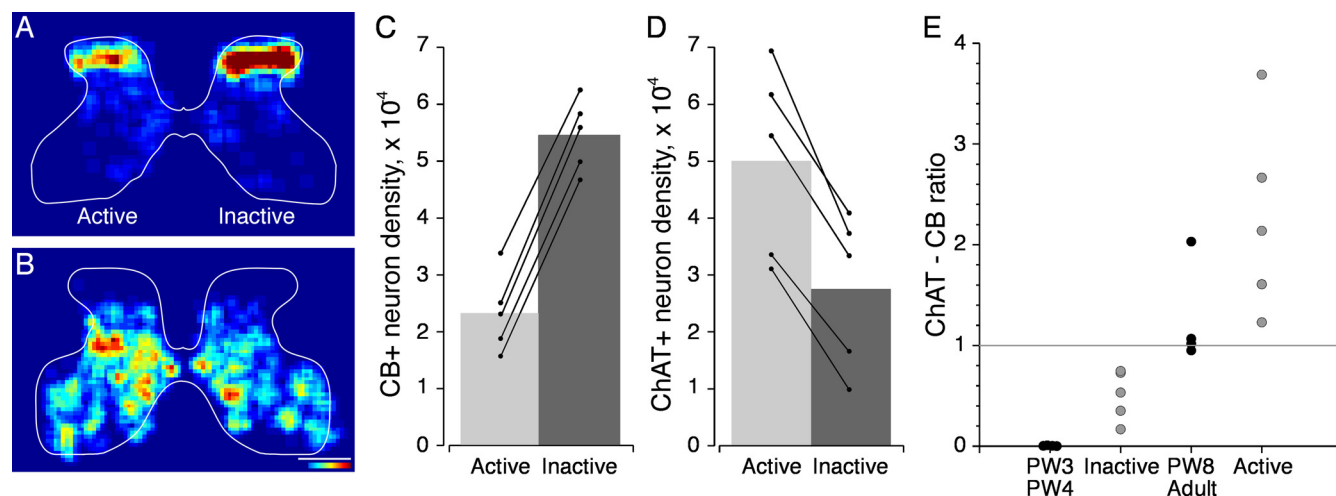 A
Active
Inactive
B
C
CB+ neuron density, x 10-4
7
6
5
4
3
2
1
0
Active
Inactive
D
ChAT+ neuron density, x 10-4
7
6
5
4
3
2
1
0
Active
Inactive
E
ChAT - CB ratio
4
3
2
1
0
PW3
PW4
Inactive
PW8
Adult
Active